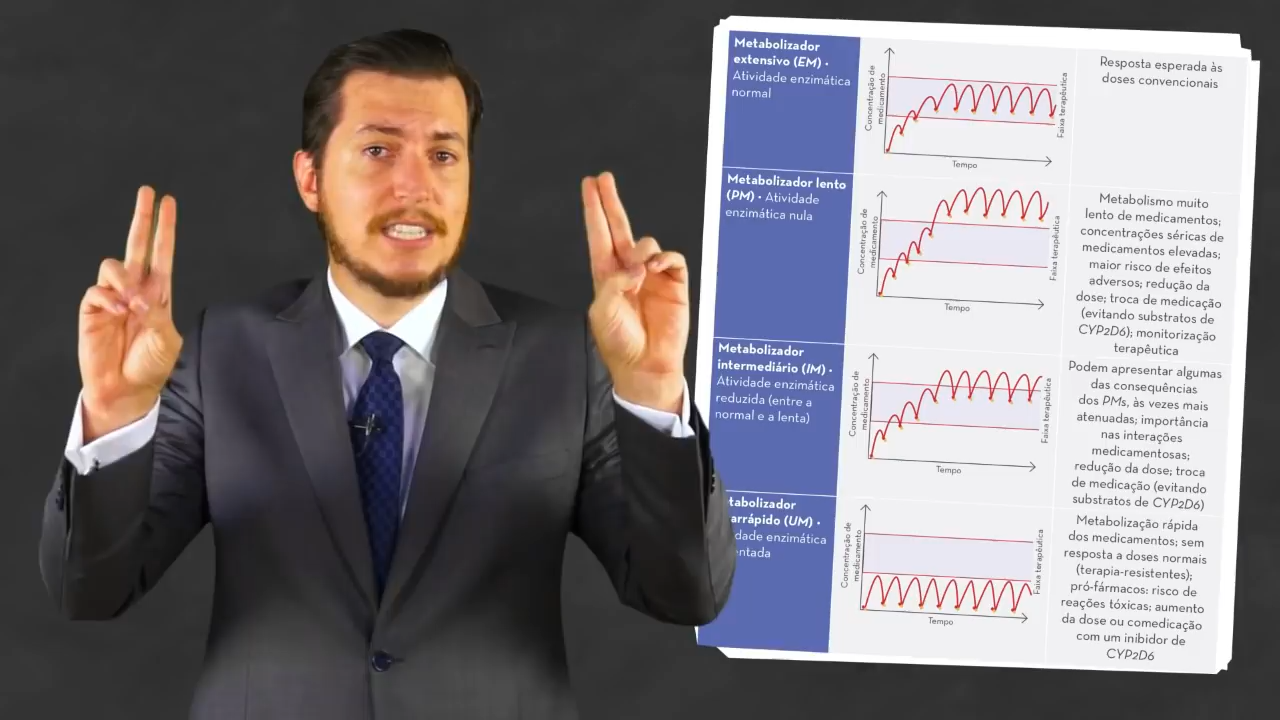 Metabolizador
extensivo (EM) •
Atividade enzimática
normal
Concentração de
medicamento
Tempo
Faixa terapêutica
Resposta esperada às
doses convencionais
Metabolizador lento
(PM) • Atividade
enzimática nula
Concentração de
medicamento
Tempo
Faixa terapêutica
Metabolismo muito
lento de medicamentos;
concentrações séricas de
medicamentos elevadas;
maior risco de efeitos
adversos; redução da
dose; troca de medicação
(evitando substratos de
CYP2D6); monitorização
terapêutica
Metabolizador
intermediário (IM) •
Atividade enzimática
reduzida (entre a
normal e a lenta)
Concentração de
medicamento
Tempo
Faixa terapêutica
Podem apresentar algumas
das consequências
dos PMs, às vezes mais
atenuadas; importância
nas interações
medicamentosas;
redução da dose; troca
de medicação (evitando
substratos de CYP2D6)
tabolizador
arrápido (UM) •
dade enzimática
entada
Concentração de
medicamento
Tempo
Faixa terapêutica
Metabolização rápida
dos medicamentos; sem
resposta a doses normais
(terapia-resistentes);
pró-fármacos: risco de
reações tóxicas; aumento
da dose ou comedicação
com um inibidor de
CYP2D6